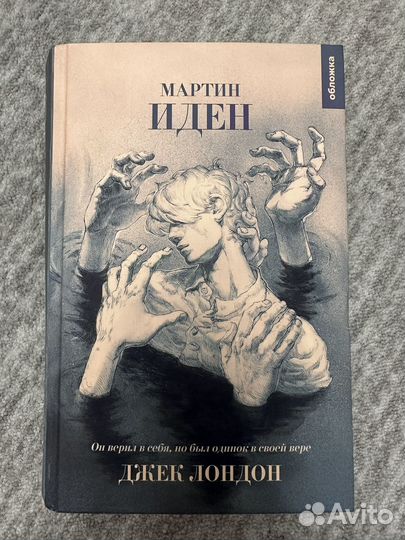 обложка
МАРТИН
ИДЕН
Он верил в себя, но был одинок в своей вере
ДЖЕК ЛОНДОН
Avito